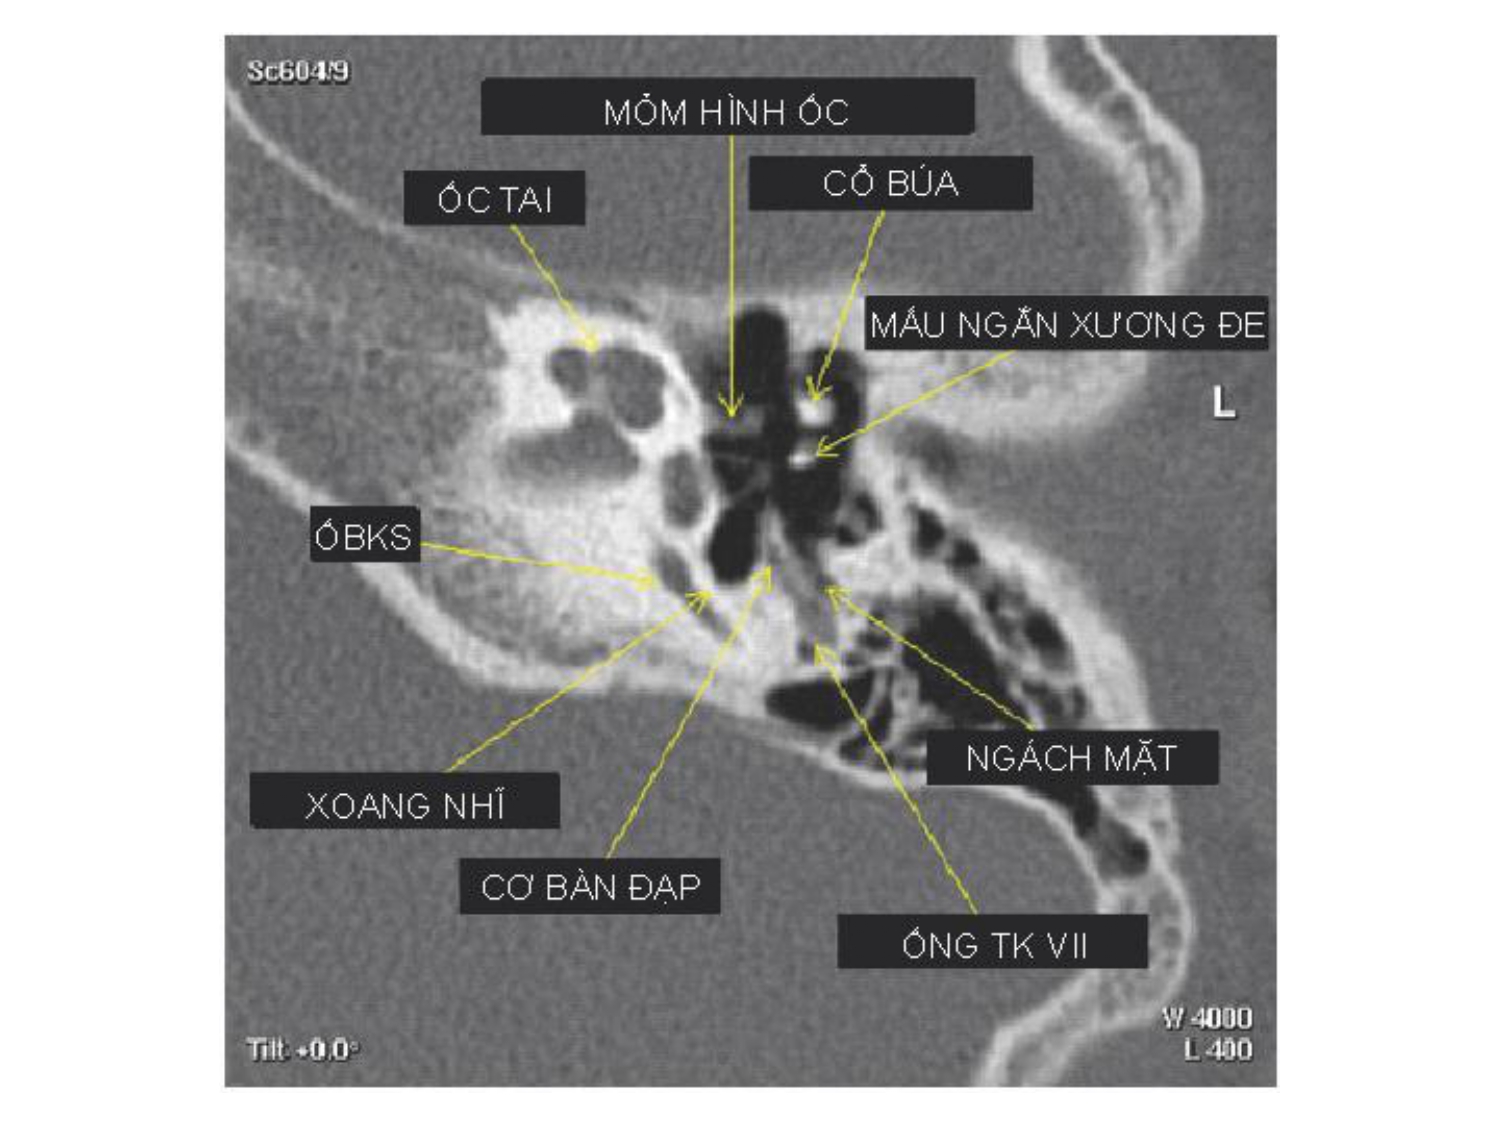 Sc604/9
MỎM HÌNH ỐC
CỔ BÚA
ỐC TAI
MẤU NGẮN XƯƠNG ĐE
L
ỐBKS
NGÁCH MẶT
XOANG NHĨ
CƠ BÀN ĐẠP
ỐNG TK VII
W 4000
L 400
Tilt +0.0°